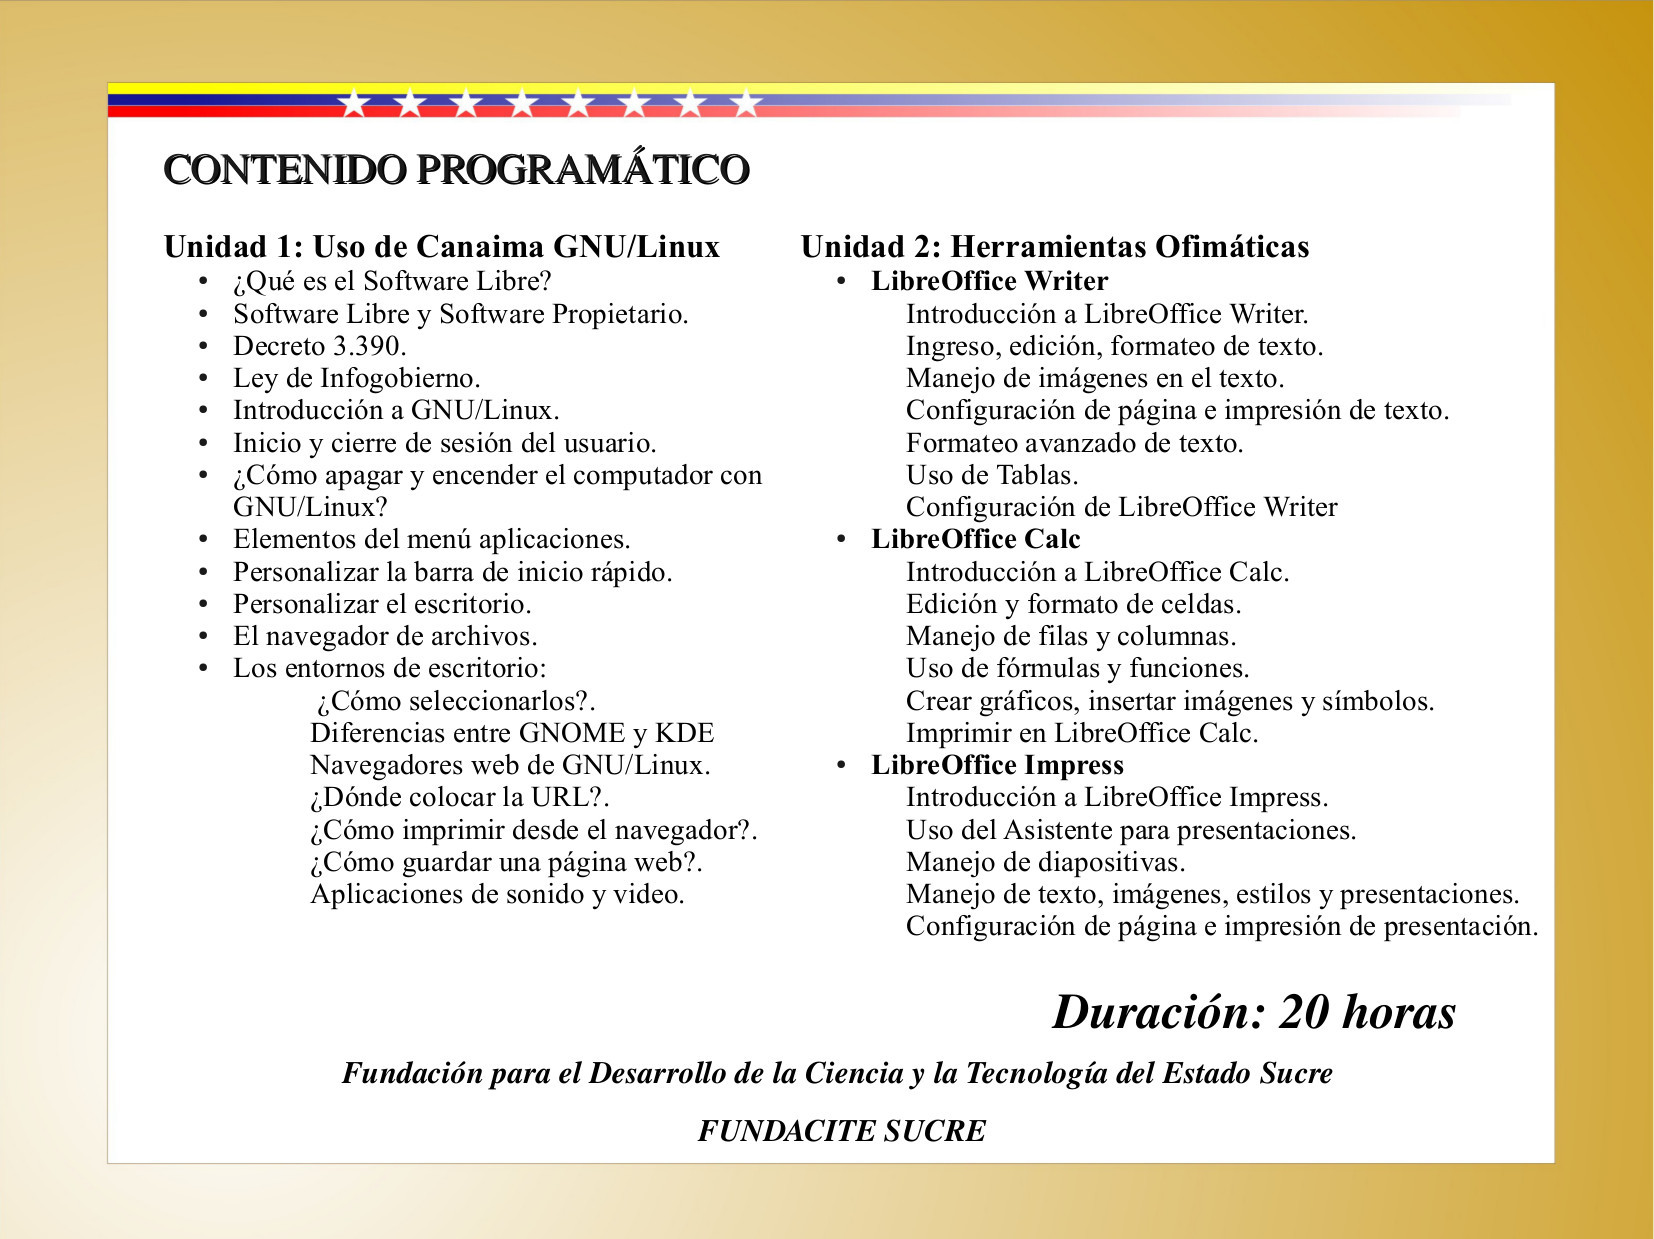 CONTENIDO PROGRAMÁTICO
Unidad 1: Uso de Canaima GNU/Linux
• ¿Qué es el Software Libre?
• Software Libre y Software Propietario.
• Decreto 3.390.
• Ley de Infogobierno.
• Introducción a GNU/Linux.
• Inicio y cierre de sesión del usuario.
• ¿Cómo apagar y encender el computador con
GNU/Linux?
• Elementos del menú aplicaciones.
• Personalizar la barra de inicio rápido.
• Personalizar el escritorio.
• El navegador de archivos.
• Los entornos de escritorio:
¿Cómo seleccionarlos?.
Diferencias entre GNOME y KDE
Navegadores web de GNU/Linux.
¿Dónde colocar la URL?.
¿Cómo imprimir desde el navegador?.
¿Cómo guardar una página web?.
Aplicaciones de sonido y video.
Unidad 2: Herramientas Ofimáticas
• LibreOffice Writer
Introducción a LibreOffice Writer.
Ingreso, edición, formateo de texto.
Manejo de imágenes en el texto.
Configuración de página e impresión de texto.
Formateo avanzado de texto.
Uso de Tablas.
Configuración de LibreOffice Writer
• LibreOffice Calc
Introducción a LibreOffice Calc.
Edición y formato de celdas.
Manejo de filas y columnas.
Uso de fórmulas y funciones.
Crear gráficos, insertar imágenes y símbolos.
Imprimir en LibreOffice Calc.
• LibreOffice Impress
Introducción a LibreOffice Impress.
Uso del Asistente para presentaciones.
Manejo de diapositivas.
Manejo de texto, imágenes, estilos y presentaciones.
Configuración de página e impresión de presentación.
Duración: 20 horas
Fundación para el Desarrollo de la Ciencia y la Tecnología del Estado Sucre
FUNDACITE SUCRE